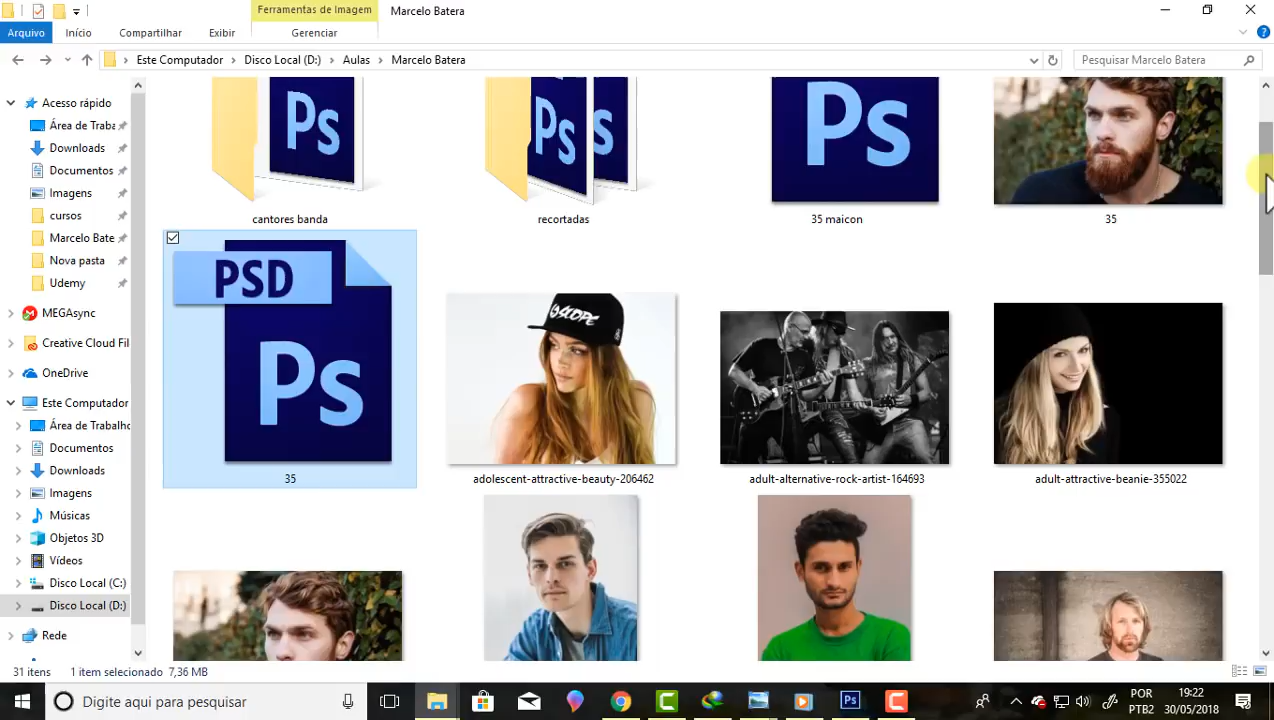 Ferramentas de Imagem
Marcelo Batera
Arquivo
Início
Compartilhar
Exibir
Gerenciar
Este Computador
Disco Local (D:)
Aulas
Marcelo Batera
Pesquisar Marcelo Batera
Acesso rápido
Área de Traba
Downloads
Documentos
Imagens
cursos
Marcelo Bate
Nova pasta
Udemy
MEGAsync
Creative Cloud Fil
OneDrive
Este Computador
Área de Trabalho
Documentos
Downloads
Imagens
Músicas
Objetos 3D
Vídeos
Disco Local (C:)
Disco Local (D:)
Rede
Ps
Ps
S
Ps
cantores banda
recortadas
35 maicon
35
PSD
Ps
35
adolescent-attractive-beauty-206462
adult-alternative-rock-artist-164693
adult-attractive-beanie-355022
31 itens
1 item selecionado 7,36 MB
Digite aqui para pesquisar
Ps
POR
PTB2
19:22
30/05/2018